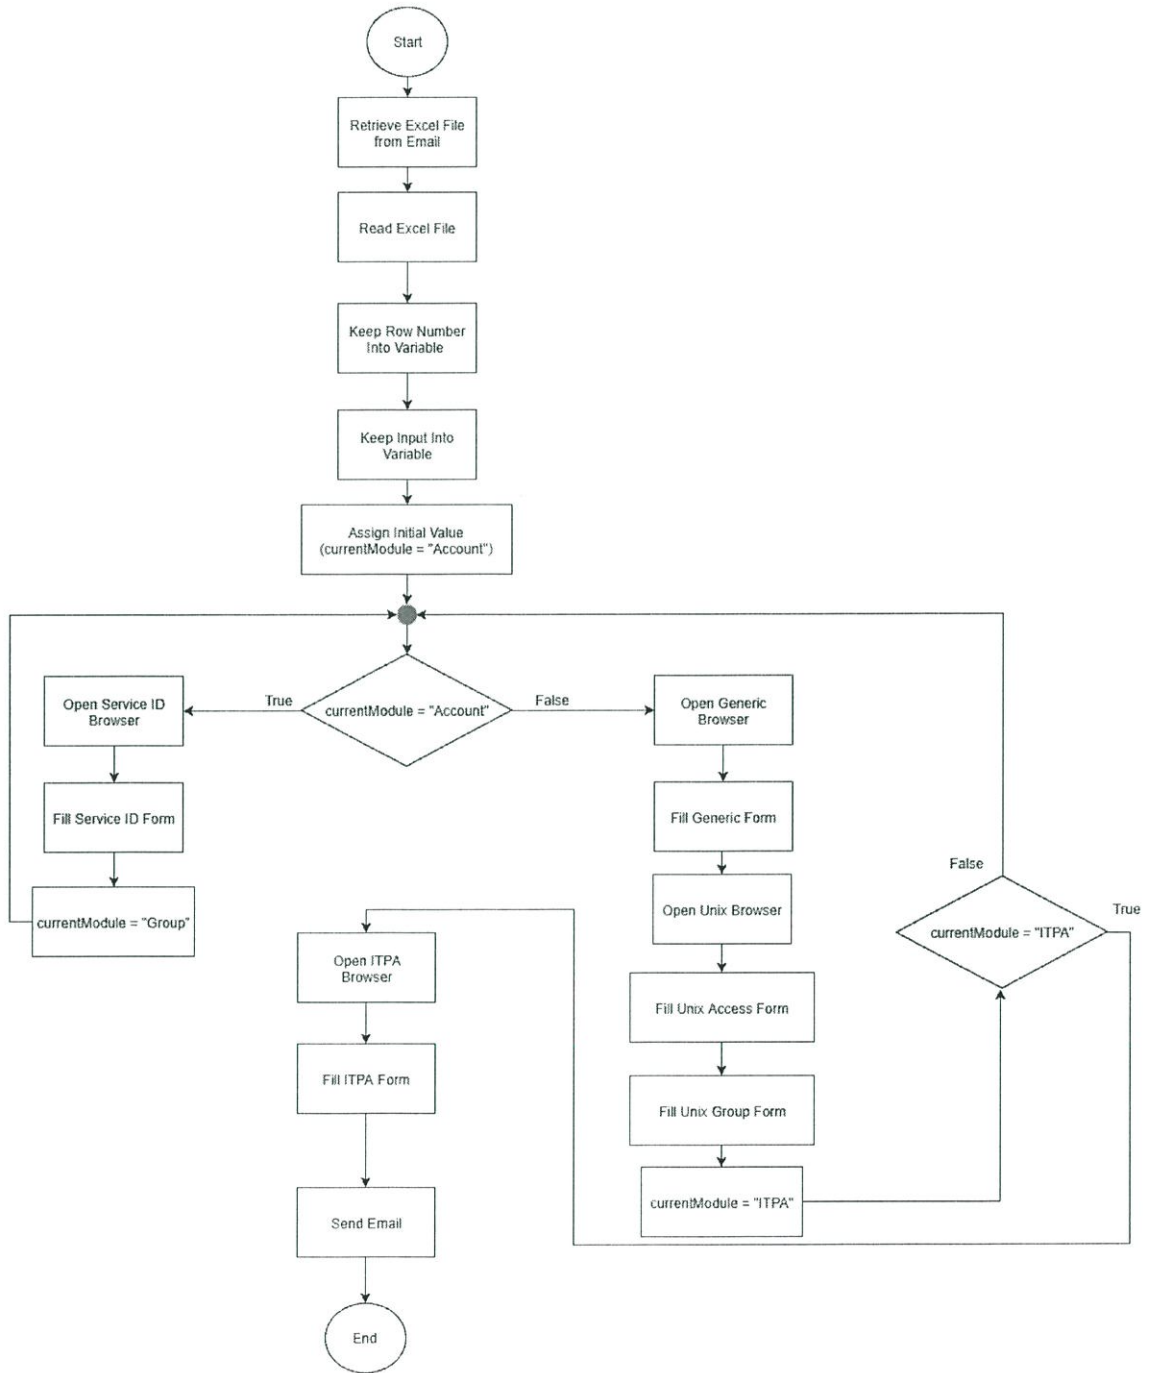 Start
Retrieve Excel File
from Email
Read Excel File
Keep Row Number
Into Variable
Keep Input Into
Variable
Assign Initial Value
(currentModule = "Account")
Open Service ID
Browser
True
currentModule = "Account"
False
Open Generic
Browser
Fill Service ID Form
Fill Generic Form
currentModule = "Group"
Open Unix Browser
False
currentModule = "ITPA"
True
Open ITPA
Browser
Fill Unix Access Form
Fill ITPA Form
Fill Unix Group Form
currentModule = "ITPA"
Send Email
End